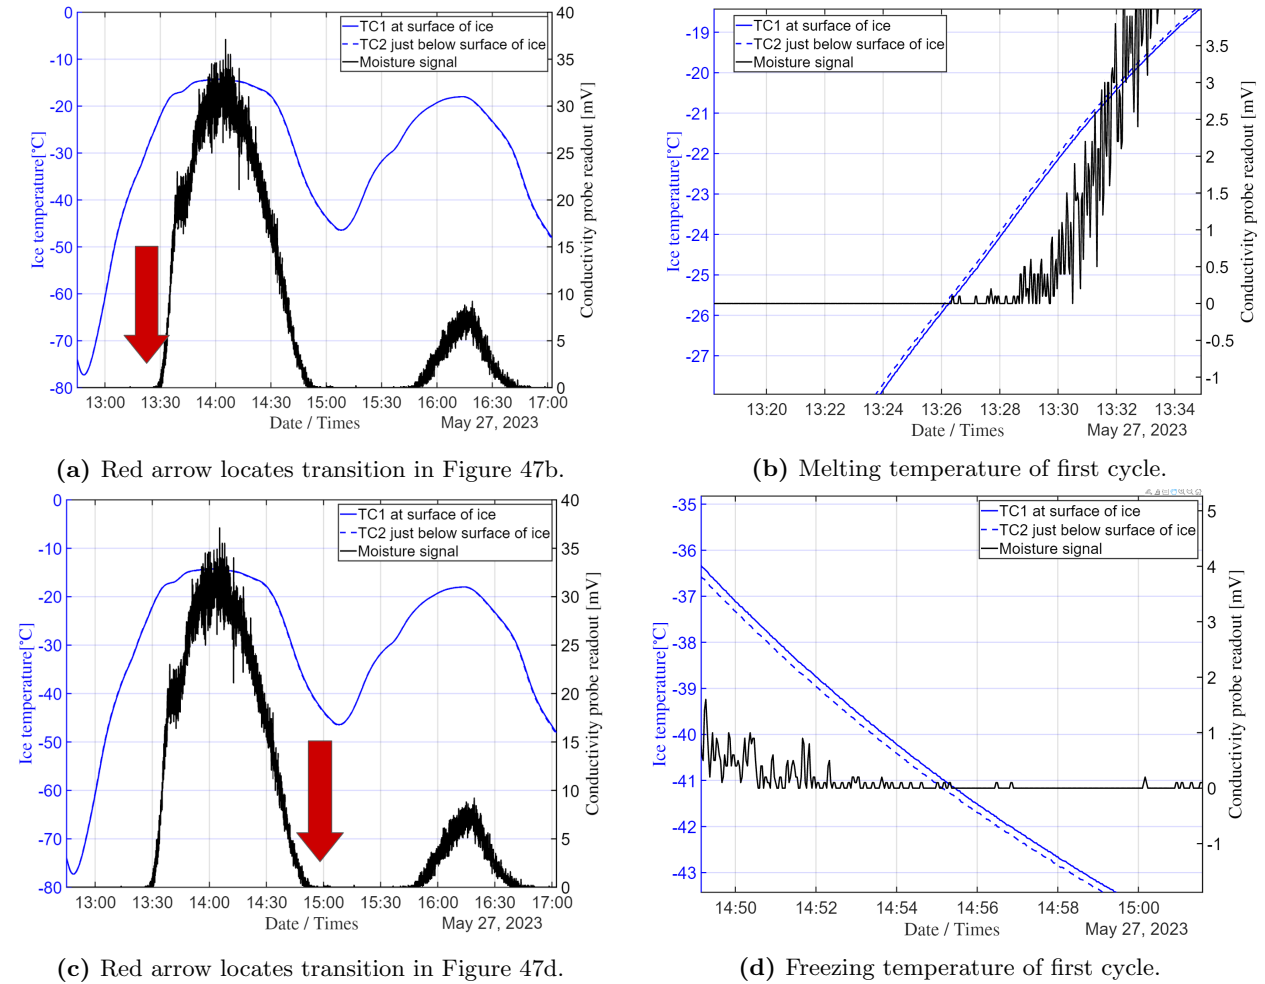 0
-10
-20
-30
-40
-50
-60
-70
-80
Ice temperature[°C]
40
35
30
25
20
15
10
5
0
Conductivity probe readout [mV]
TC1 at surface of ice
TC2 just below surface of ice
Moisture signal
13:00 13:30 14:00 14:30 15:00 15:30 16:00 16:30 17:00
Date / Times
May 27, 2023
(a) Red arrow locates transition in Figure 47b.
-19
-20
-21
-22
-23
-24
-25
-26
-27
Ice temperature[°C]
3.5
3
2.5
2
1.5
1
0.5
0
-0.5
-1
Conductivity probe readout [mV]
TC1 at surface of ice
TC2 just below surface of ice
Moisture signal
13:20 13:22 13:24 13:26 13:28 13:30 13:32 13:34
Date / Times
May 27, 2023
(b) Melting temperature of first cycle.
0
-10
-20
-30
-40
-50
-60
-70
-80
Ice temperature[°C]
40
35
30
25
20
15
10
5
0
Conductivity probe readout [mV]
TC1 at surface of ice
TC2 just below surface of ice
Moisture signal
13:00 13:30 14:00 14:30 15:00 15:30 16:00 16:30 17:00
Date / Times
May 27, 2023
(c) Red arrow locates transition in Figure 47d.
-35
-36
-37
-38
-39
-40
-41
-42
-43
Ice temperature[°C]
5
4
3
2
1
0
-1
Conductivity probe readout [mV]
TC1 at surface of ice
TC2 just below surface of ice
Moisture signal
14:50 14:52 14:54 14:56 14:58 15:00
Date / Times
May 27, 2023
(d) Freezing temperature of first cycle.